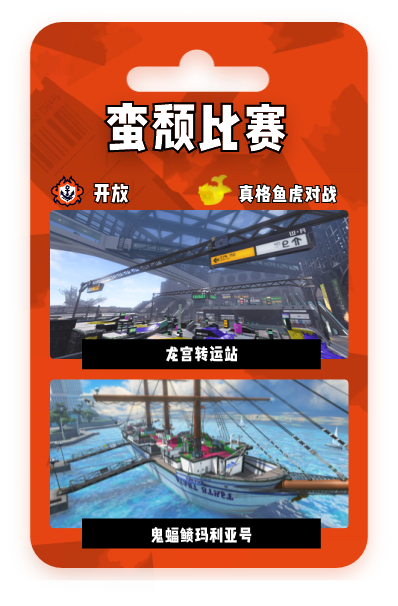 蛮颓比赛
开放
真格鱼虎对战
龙宫转运站
鬼蝠鲼玛利亚号